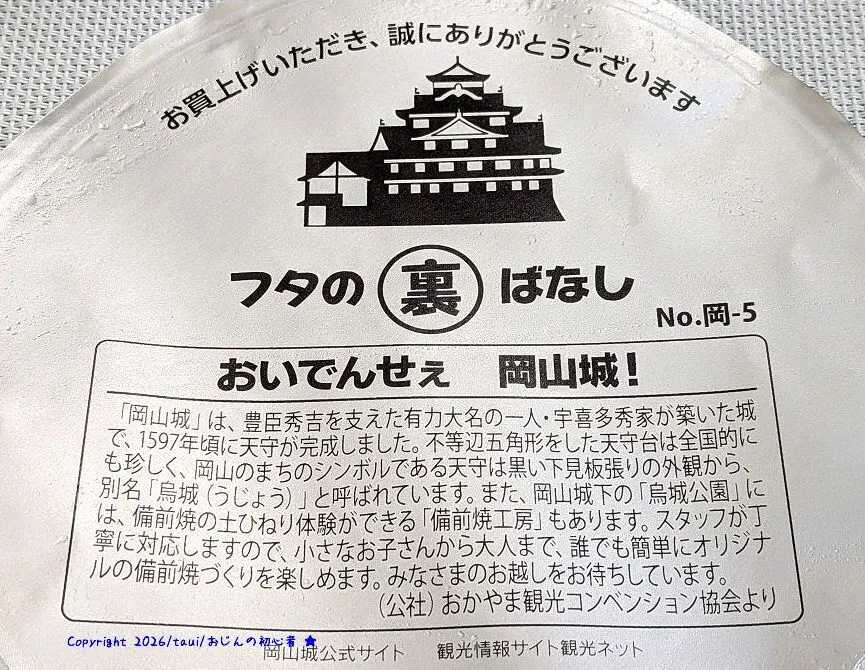 お買上げいただき、誠にありがとうございます
フタの裏ばなし
No.岡-5
おいでんせぇ　岡山城！
「岡山城」は、豊臣秀吉を支えた有力大名の一人・宇喜多秀家が築いた城
で、1597年頃に天守が完成しました。不等辺五角形をした天守台は全国的に
も珍しく、岡山のまちのシンボルである天守は黒い下見板張りの外観から、
別名「烏城（うじょう）」と呼ばれています。また、岡山城下の「烏城公園」に
は、備前焼の土ひねり体験ができる「備前焼工房」もあります。スタッフが丁
寧に対応しますので、小さなお子さんから大人まで、誰でも簡単にオリジナ
ルの備前焼づくりを楽しめます。みなさまのお越しをお待ちしています。
（公社）おかやま観光コンベンション協会より
Copyright 2026/taui/おじんの初心者 ★
岡山城公式サイト　観光情報サイト観光ネット